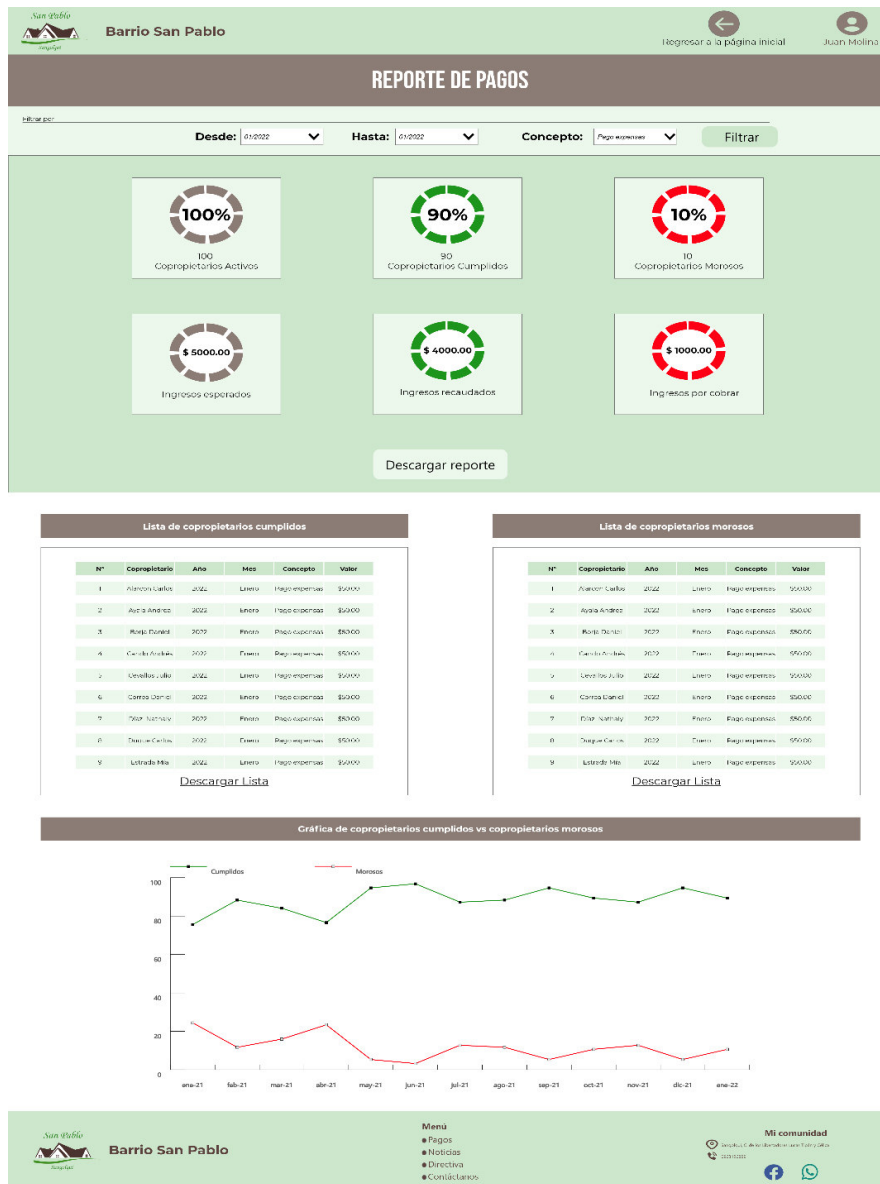 San Pablo
Sangolquí
Barrio San Pablo
Regresar a la página inicial
Juan Molina
REPORTE DE PAGOS
Filtrar por
Desde: 01/2022
Hasta: 01/2022
Concepto: Pago expensas
Filtrar
100%
100
Copropietarios Activos
90%
90
Copropietarios Cumplidos
10%
10
Copropietarios Morosos
$ 5000.00
Ingresos esperados
$ 4000.00
Ingresos recaudados
$ 1000.00
Ingresos por cobrar
Descargar reporte
Lista de copropietarios cumplidos
N° Copropietario Año Mes Concepto Valor
1 Alarcon Carlos 2022 Enero Pago expensas $50.00
2 Ayala Andrea 2022 Enero Pago expensas $50.00
3 Borja Daniel 2022 Enero Pago expensas $50.00
4 Cando Andrés 2022 Enero Pago expensas $50.00
5 Cevallos Julio 2022 Enero Pago expensas $50.00
6 Correa Daniel 2022 Enero Pago expensas $50.00
7 Díaz Nathaly 2022 Enero Pago expensas $50.00
8 Duque Carlos 2022 Enero Pago expensas $50.00
9 Estrada Mía 2022 Enero Pago expensas $50.00
Descargar Lista
Lista de copropietarios morosos
N° Copropietario Año Mes Concepto Valor
1 Alarcon Carlos 2022 Enero Pago expensas $50.00
2 Ayala Andrea 2022 Enero Pago expensas $50.00
3 Borja Daniel 2022 Enero Pago expensas $50.00
4 Cando Andrés 2022 Enero Pago expensas $50.00
5 Cevallos Julio 2022 Enero Pago expensas $50.00
6 Correa Daniel 2022 Enero Pago expensas $50.00
7 Díaz Nathaly 2022 Enero Pago expensas $50.00
8 Duque Carlos 2022 Enero Pago expensas $50.00
9 Estrada Mía 2022 Enero Pago expensas $50.00
Descargar Lista
Gráfica de copropietarios cumplidos vs copropietarios morosos
Cumplidos
Morosos
100
80
60
40
20
0
ene-21 feb-21 mar-21 abr-21 may-21 jun-21 jul-21 ago-21 sep-21 oct-21 nov-21 dic-21 ene-22
San Pablo
Sangolquí
Barrio San Pablo
Menú
Pagos
Noticias
Directiva
Contáctanos
Mi comunidad